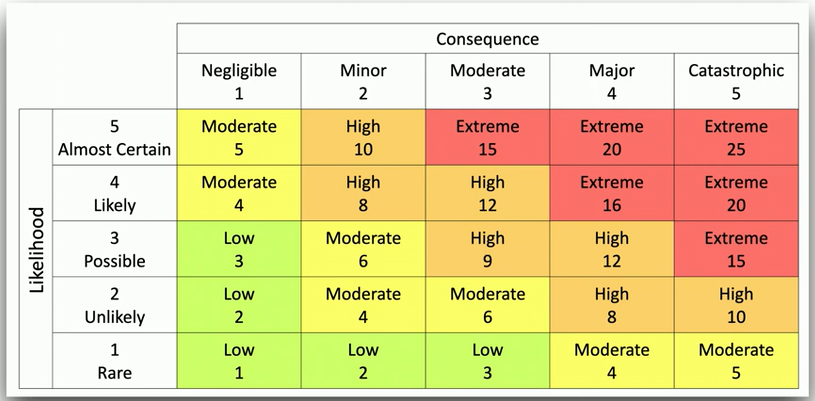 Consequence
Negligible Minor Moderate Major Catastrophic
1 2 3 4 5
5 Moderate High Extreme Extreme Extreme
Almost Certain 5 10 15 20 25
4 Moderate High High Extreme Extreme
Likely 4 8 12 16 20
3 Low Moderate High High Extreme
Possible 3 6 9 12 15
2 Low Moderate Moderate High High
Unlikely 2 4 6 8 10
1 Low Low Low Moderate Moderate
Rare 1 2 3 4 5
Likelihood